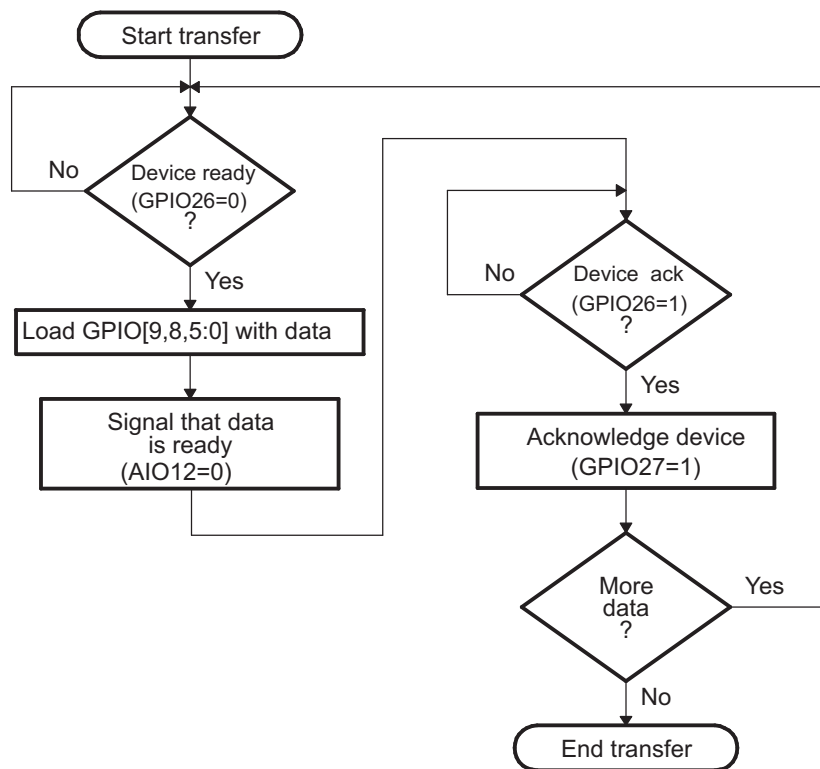 Start transfer
No
Device ready
(GPIO26=0)
?
Yes
Load GPIO[9,8,5:0] with data
Signal that data
is ready
(AIO12=0)
No
Device ack
(GPIO26=1)
?
Yes
Acknowledge device
(GPIO27=1)
More
data
?
Yes
No
End transfer